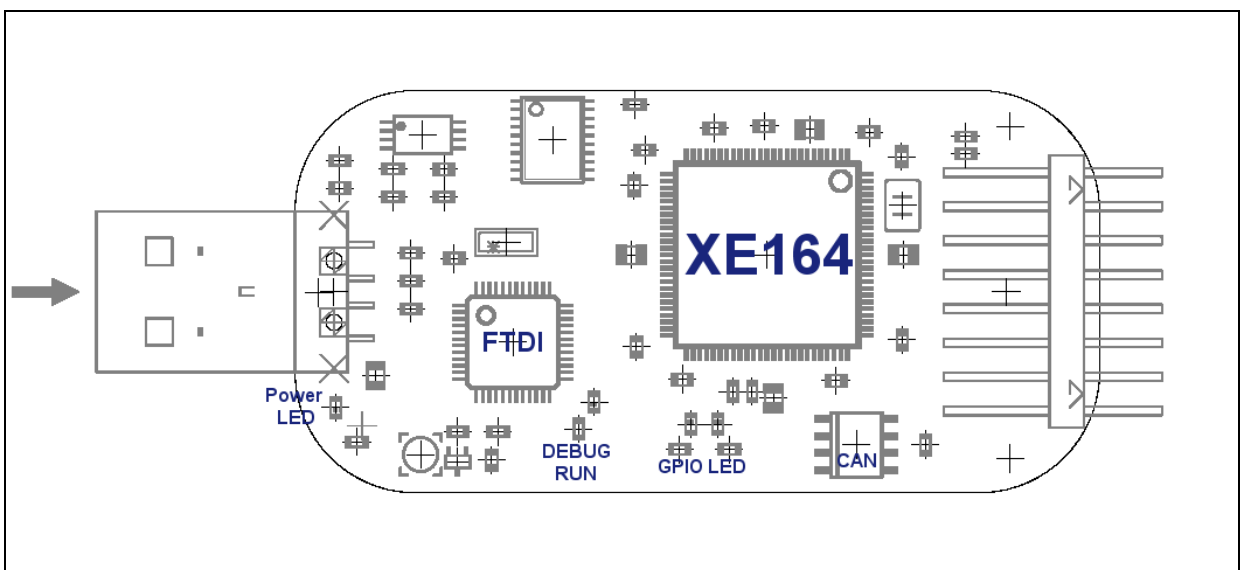 XE164
FTDI
Power
LED
DEBUG
RUN
GPIO LED
CAN